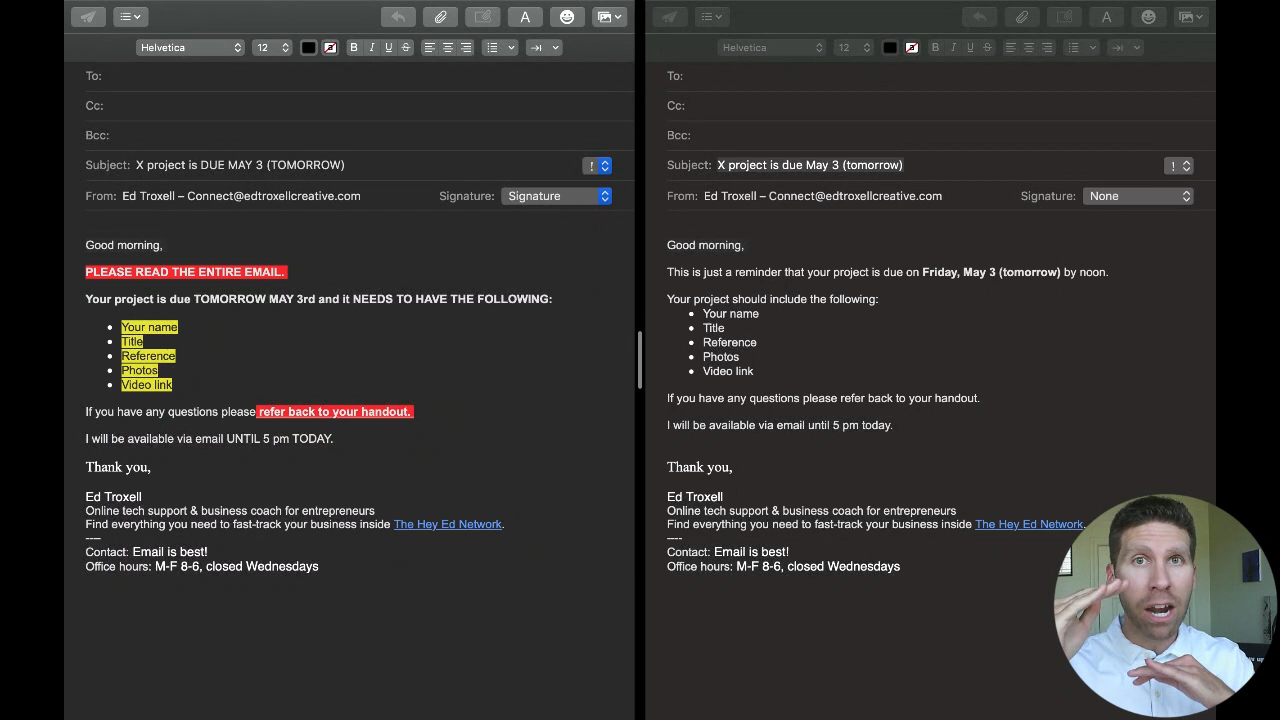 Helvetica
12
B I U S
To:
Cc:
Bcc:
Subject: X project is DUE MAY 3 (TOMORROW)
!
From: Ed Troxell – Connect@edtroxellcreative.com
Signature: Signature
Good morning,
PLEASE READ THE ENTIRE EMAIL.
Your project is due TOMORROW MAY 3rd and it NEEDS TO HAVE THE FOLLOWING:
• Your name
• Title
• Reference
• Photos
• Video link
If you have any questions please refer back to your handout.
I will be available via email UNTIL 5 pm TODAY.
Thank you,
Ed Troxell
Online tech support & business coach for entrepreneurs
Find everything you need to fast-track your business inside The Hey Ed Network.
----
Contact: Email is best!
Office hours: M-F 8-6, closed Wednesdays
Helvetica
12
B I U S
To:
Cc:
Bcc:
Subject: X project is due May 3 (tomorrow)
!
From: Ed Troxell – Connect@edtroxellcreative.com
Signature: None
Good morning,
This is just a reminder that your project is due on Friday, May 3 (tomorrow) by noon.
Your project should include the following:
• Your name
• Title
• Reference
• Photos
• Video link
If you have any questions please refer back to your handout.
I will be available via email until 5 pm today.
Thank you,
Ed Troxell
Online tech support & business coach for entrepreneurs
Find everything you need to fast-track your business inside The Hey Ed Network.
----
Contact: Email is best!
Office hours: M-F 8-6, closed Wednesdays